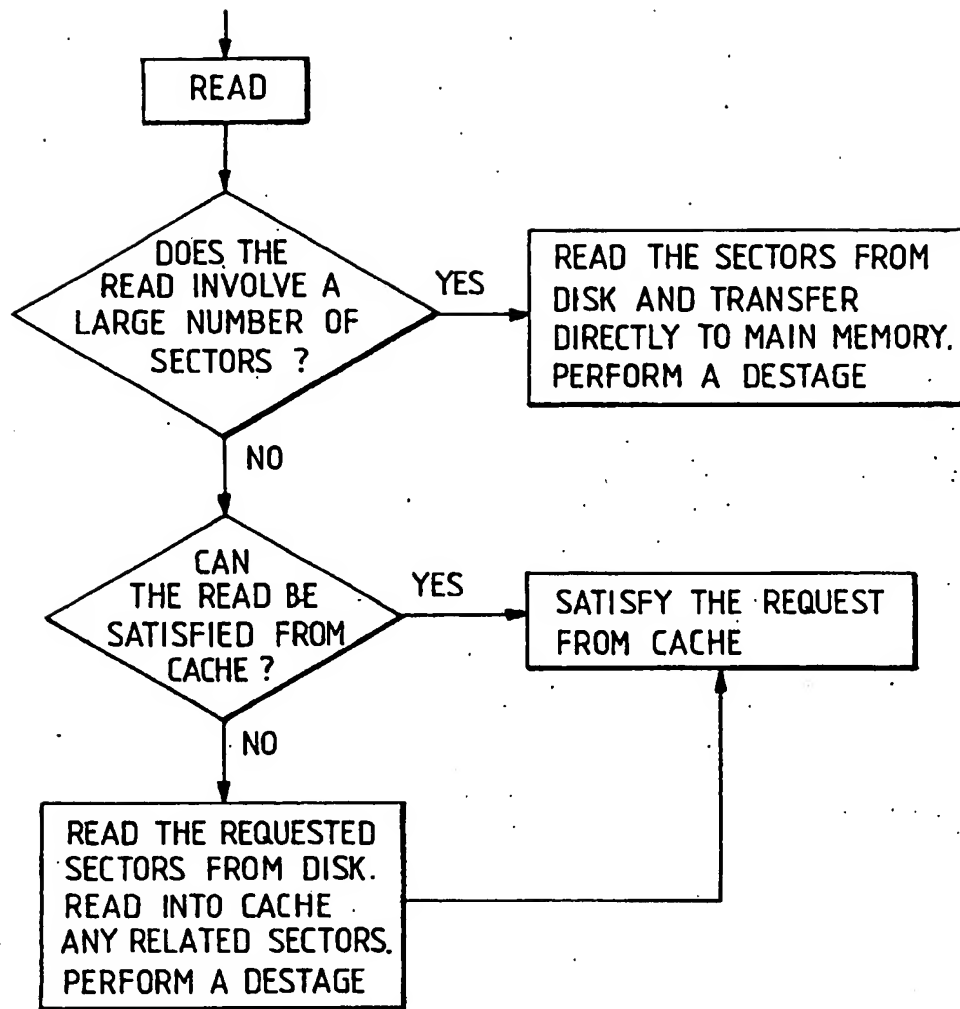 READ
DOES THE
READ INVOLVE A
LARGE NUMBER OF
SECTORS ?
YES
READ THE SECTORS FROM
DISK AND TRANSFER
DIRECTLY TO MAIN MEMORY.
PERFORM A DESTAGE
NO
CAN
THE READ BE
SATISFIED FROM
CACHE ?
YES
SATISFY THE REQUEST
FROM CACHE
NO
READ THE REQUESTED
SECTORS FROM DISK.
READ INTO CACHE
ANY RELATED SECTORS.
PERFORM A DESTAGE